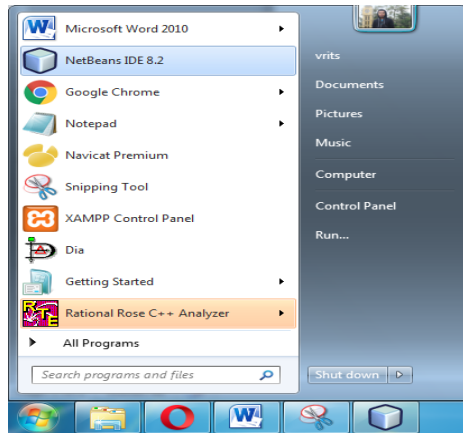 Microsoft Word 2010
NetBeans IDE 8.2
Google Chrome
Notepad
Navicat Premium
Snipping Tool
XAMPP Control Panel
Dia
Getting Started
Rational Rose C++ Analyzer
All Programs
Search programs and files
vrits
Documents
Pictures
Music
Computer
Control Panel
Run...
Shut down